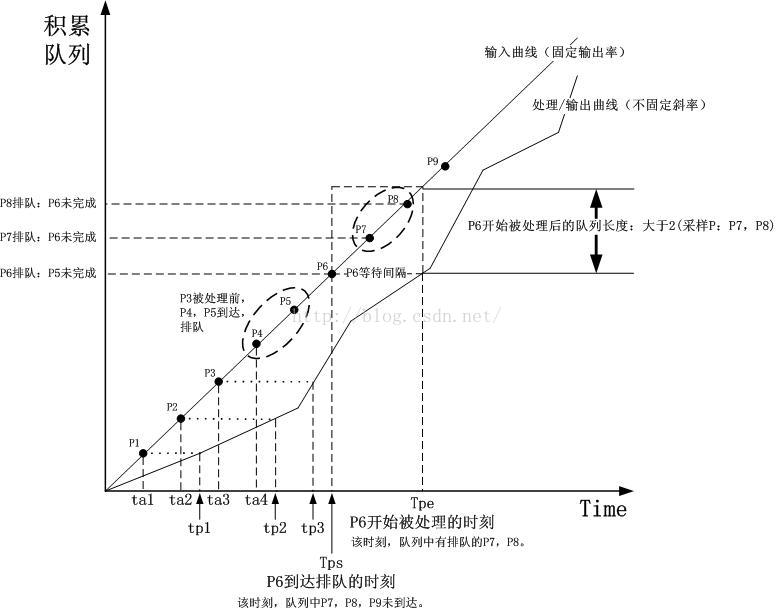 积累
队列
输入曲线（固定输出率）
处理/输出曲线（不固定斜率）
P9
P8排队：P6未完成
P8
P7排队：P6未完成
P7
P6开始被处理后的队列长度：大于2(采样P：P7，P8)
P6排队：P5未完成
P6
P6等待间隔
P3被处理前，
P4，P5到达，
排队
P5
http://blog.csdn.net/
P4
P3
P2
P1
ta1
ta2
ta3
ta4
Tpe
Time
tp1
tp2
tp3
P6开始被处理的时刻
该时刻，队列中有排队的P7，P8。
Tps
P6到达排队的时刻
该时刻，队列中P7，P8，P9未到达。